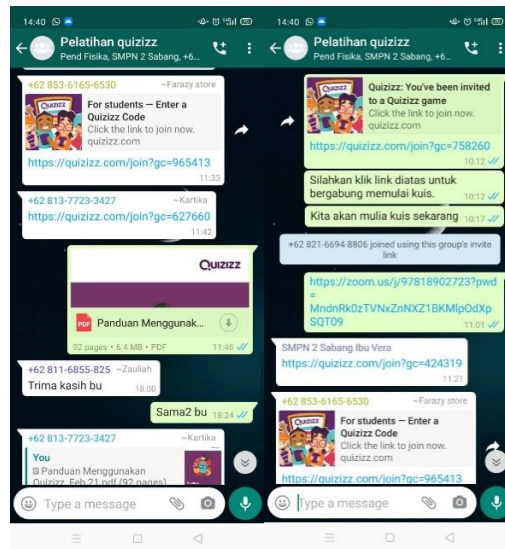 14:40
Pelatihan quizizz
Pend Fisika, SMPN 2 Sabang, +6...
+62 853-6165-6530 ~Farazy store
Quizizz
For students – Enter a
Quizizz Code
Click the link to join now.
quizizz.com
https://quizizz.com/join?gc=965413
11:33
+62 813-7723-3427 ~Kartika
https://quizizz.com/join?gc=627660
11:42
Quizizz
PDF Panduan Menggunak...
92 pages • 6.4 MB • PDF 11:46
+62 811-6855-825 ~Zauliah
Trima kasih bu 18:00
Sama2 bu 18:24
+62 813-7723-3427 ~Kartika
You
Panduan Menggunakan
Quizizz, Feb 21.pdf (92 pages)
Type a message
14:40
Pelatihan quizizz
Pend Fisika, SMPN 2 Sabang, +6...
Quizizz
Quizizz: You've been invited
to a Quizizz game
Click the link to join now.
quizizz.com
https://quizizz.com/join?gc=758260
10:12
Silahkan klik link diatas untuk
bergabung memulai kuis. 10:12
Kita akan mulia kuis sekarang 10:17
+62 821-6694-8806 joined using this group's invite
link
https://zoom.us/j/97818902723?pwd
=
MndnRk0zTVNxZnNXZ1BKMlpOdXp
SQT09 11:01
SMPN 2 Sabang Ibu Vera
https://quizizz.com/join?gc=424319
11:21
+62 853-6165-6530 ~Farazy store
Quizizz
For students – Enter a
Quizizz Code
Click the link to join now.
quizizz.com
https://quizizz.com/join?gc=965413
Type a message